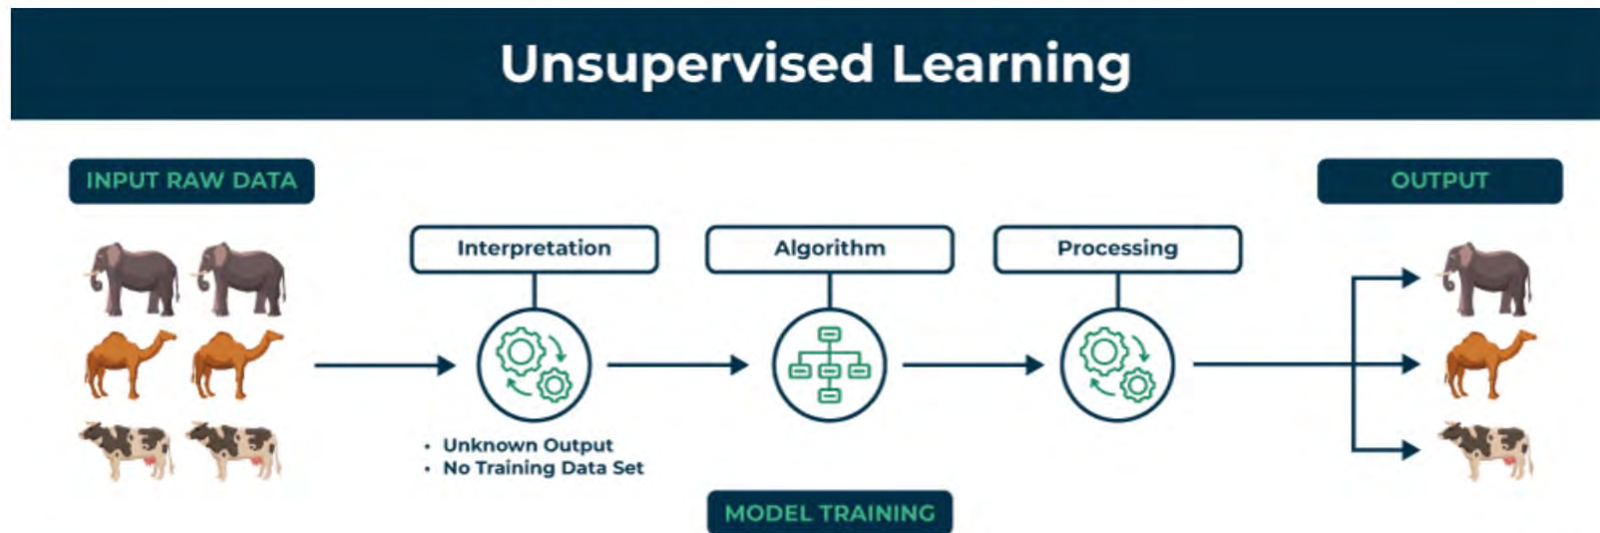 Unsupervised Learning
INPUT RAW DATA
OUTPUT
Interpretation
Algorithm
Processing
• Unknown Output
• No Training Data Set
MODEL TRAINING